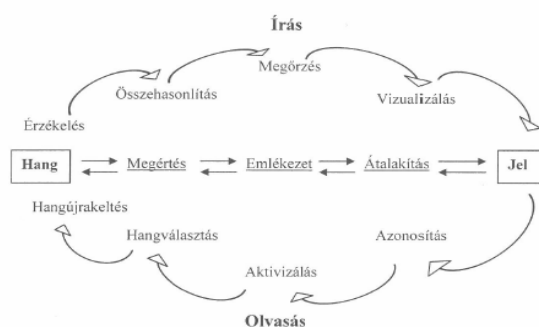 Írás
Megőrzés
Összehasonlítás
Vizualizálás
Érzékelés
Hang Megértés Emlékezet Átalakítás Jel
Hangújrakeltés
Hangválasztás
Azonosítás
Aktivizálás
Olvasás